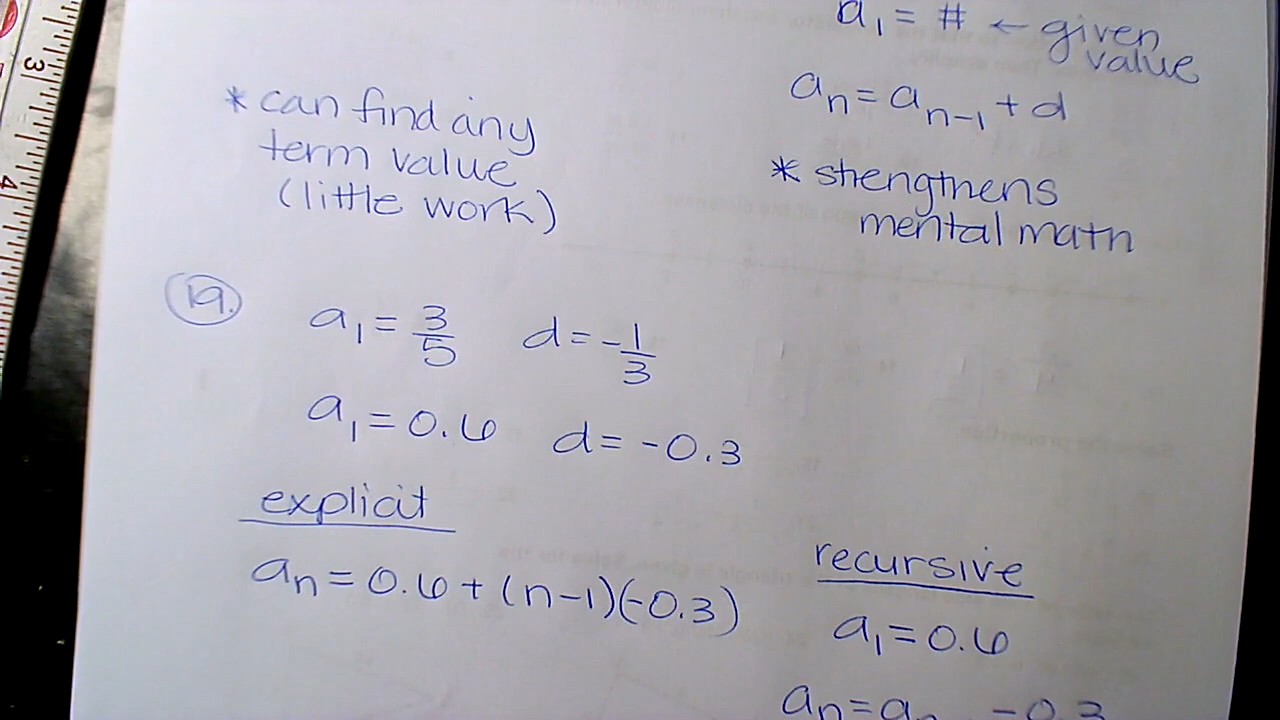 a₁ = # ← given
value
aₙ = aₙ₋₁ + d
* can find any
term value
(little work)
* strengthens
mental math
19.
a₁ = 3/5 d = -1/3
a₁ = 0.6 d = -0.3
explicit
aₙ = 0.6 + (n-1)(-0.3)
recursive
a₁ = 0.6
3
4